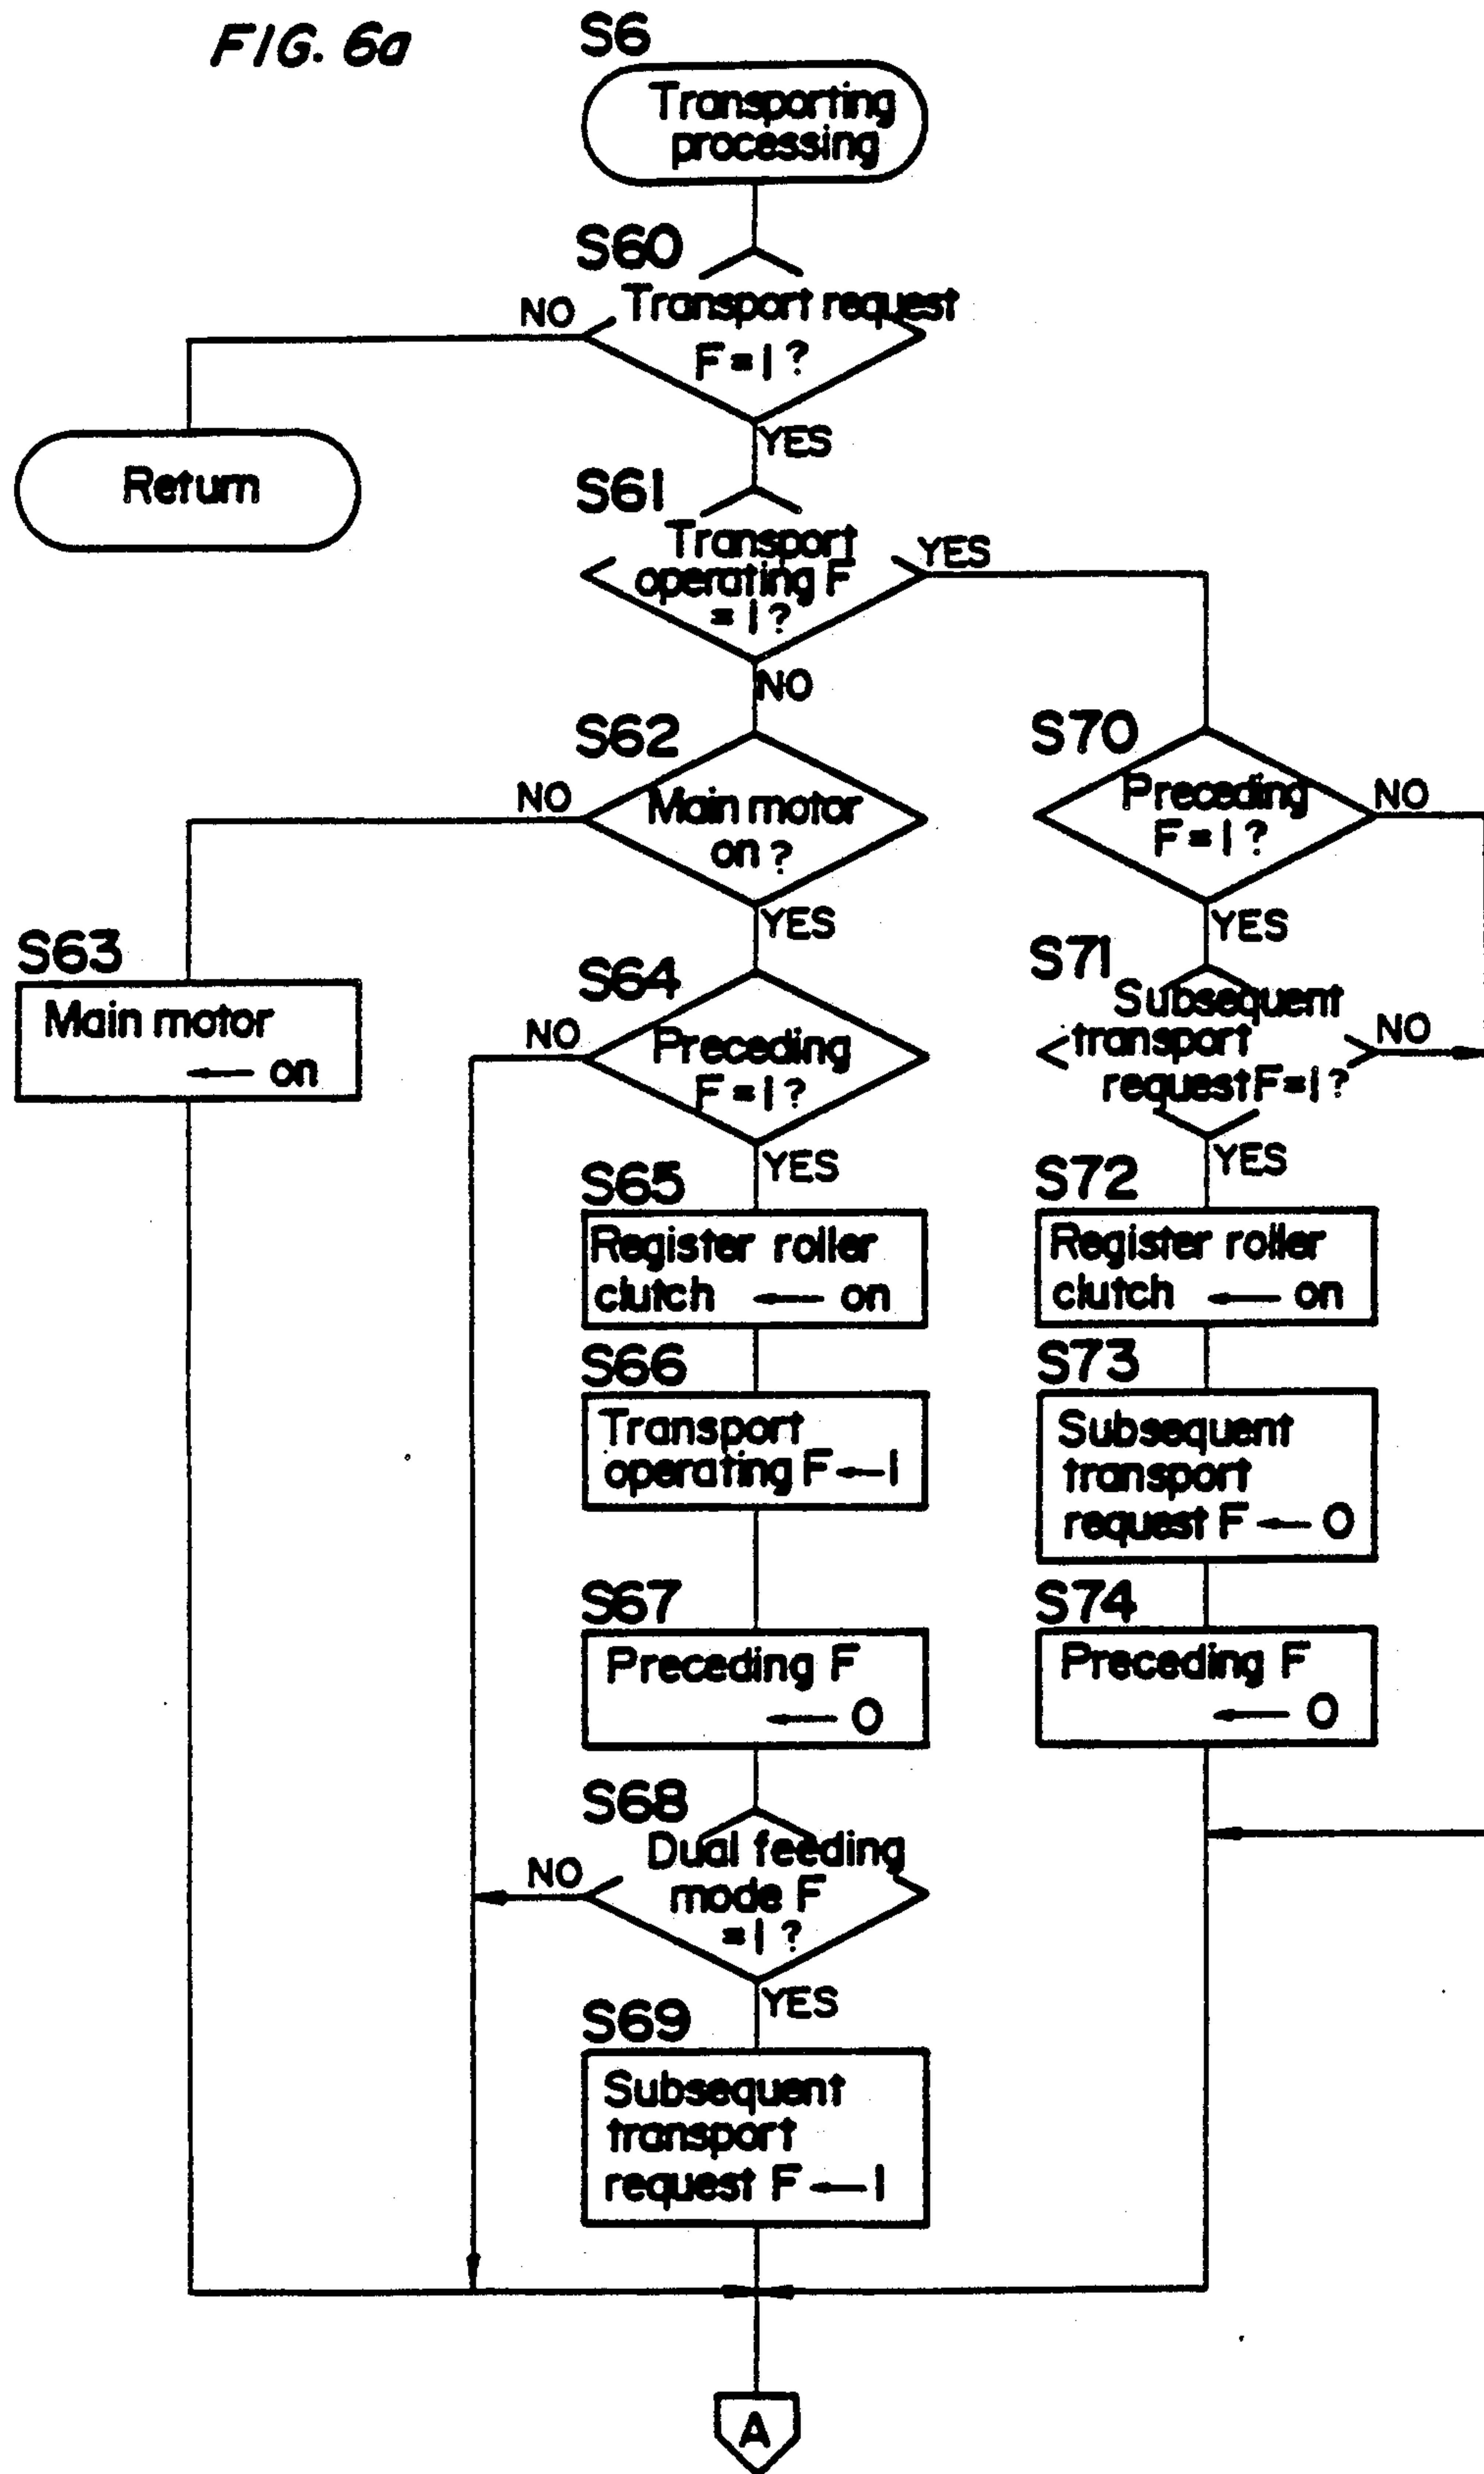 FIG. 6a
S6
Transporting
processing
S60
Transport request
F=1?
NO
YES
Return
S61
Transport
operating F
=1?
YES
NO
S62
Main motor
on?
NO
YES
S63
Main motor
← on
S64
Preceding
F=1?
NO
YES
S65
Register roller
clutch ← on
S66
Transport
operating F←1
S67
Preceding F
← 0
S68
Dual feeding
mode F
=1?
NO
YES
S69
Subsequent
transport
request F←1
S70
Preceding
F=1?
NO
YES
S71
Subsequent
transport
request F=1?
NO
YES
S72
Register roller
clutch ← on
S73
Subsequent
transport
request F←0
S74
Preceding F
← 0
A